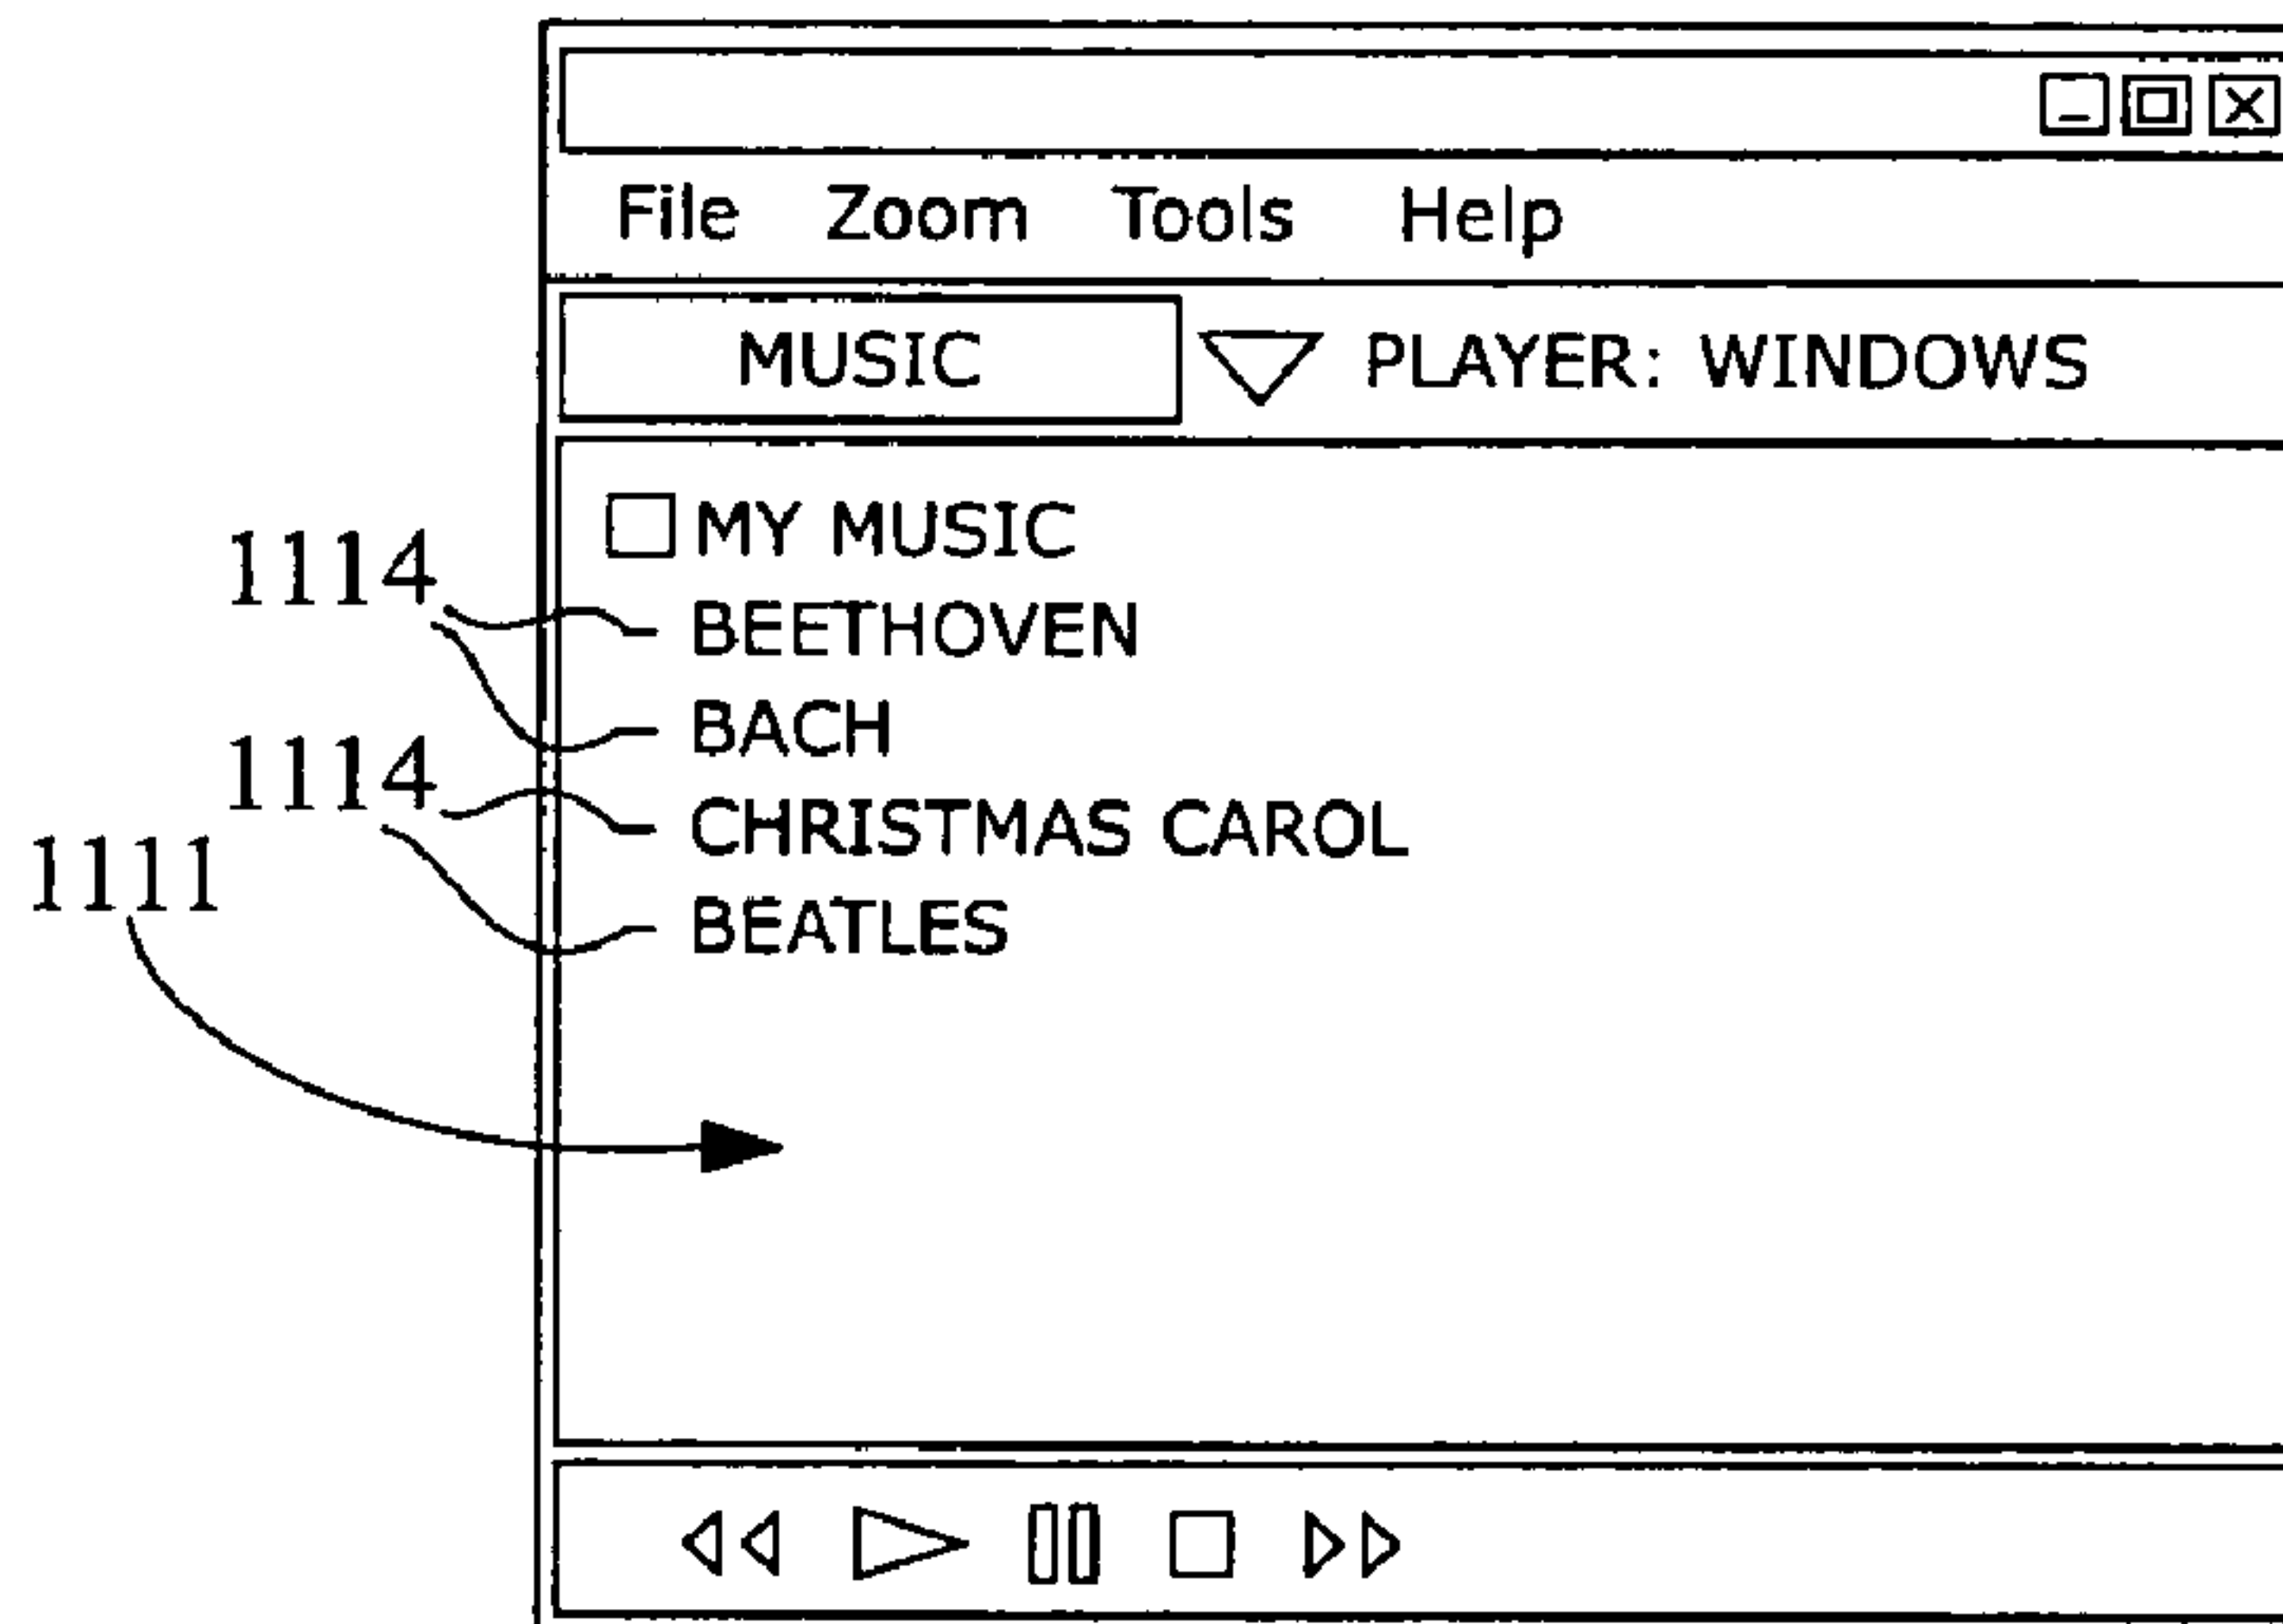 File Zoom Tools Help
MUSIC PLAYER: WINDOWS
MY MUSIC
1114
BEETHOVEN
BACH
1114
CHRISTMAS CAROL
1111
BEATLES